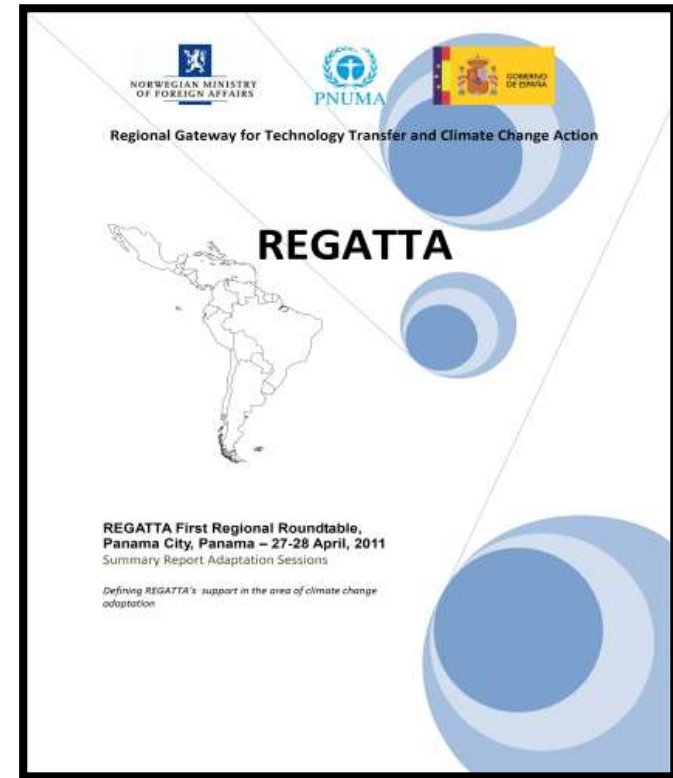 NORWEGIAN MINISTRY
OF FOREIGN AFFAIRS
PNUMA
GOBIERNO
DE ESPAÑA
Regional Gateway for Technology Transfer and Climate Change Action
REGATTA
REGATTA First Regional Roundtable,
Panama City, Panama – 27-28 April, 2011
Summary Report Adaptation Sessions
Defining REGATTA's support in the area of climate change
adaptation